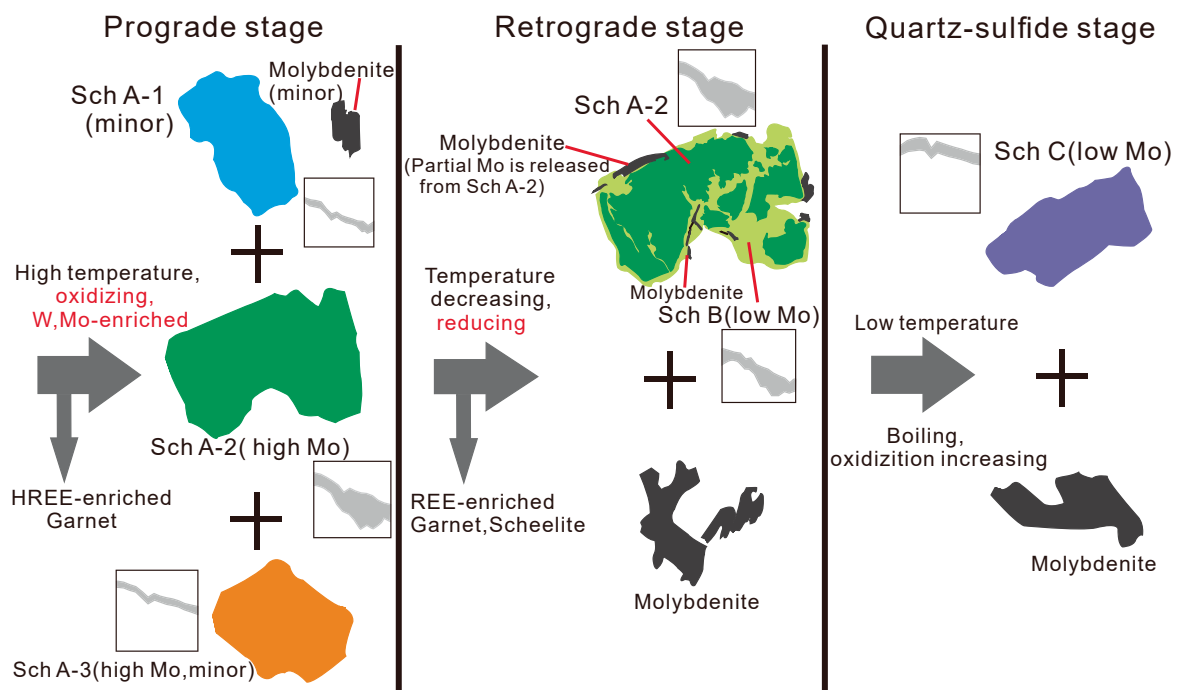 Prograde stage
Sch A-1
(minor)
Molybdenite
(minor)
High temperature,
oxidizing,
W,Mo-enriched
Sch A-2( high Mo)
HREE-enriched
Garnet
Sch A-3(high Mo,minor)
Retrograde stage
Sch A-2
Molybdenite
(Partial Mo is released
from Sch A-2)
Temperature
decreasing,
reducing
Molybdenite
Sch B(low Mo)
REE-enriched
Garnet,Scheelite
Molybdenite
Quartz-sulfide stage
Sch C(low Mo)
Low temperature
Boiling,
oxidizition increasing
Molybdenite